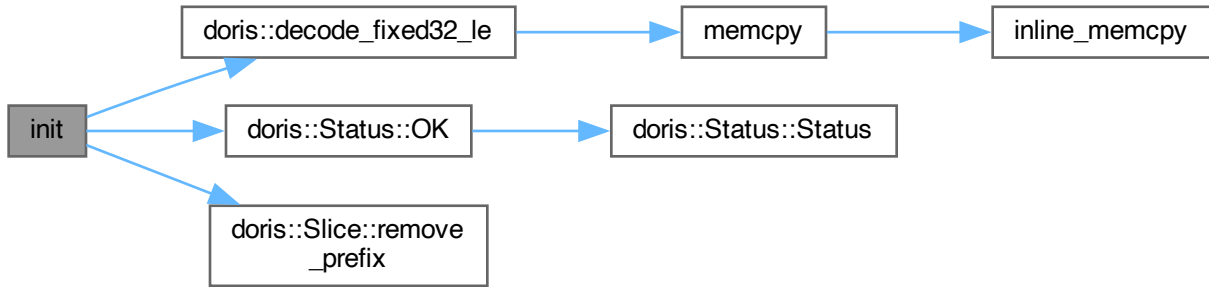 doris::decode_fixed32_le
memcpy
inline_memcpy
init
doris::Status::OK
doris::Status::Status
doris::Slice::remove
_prefix